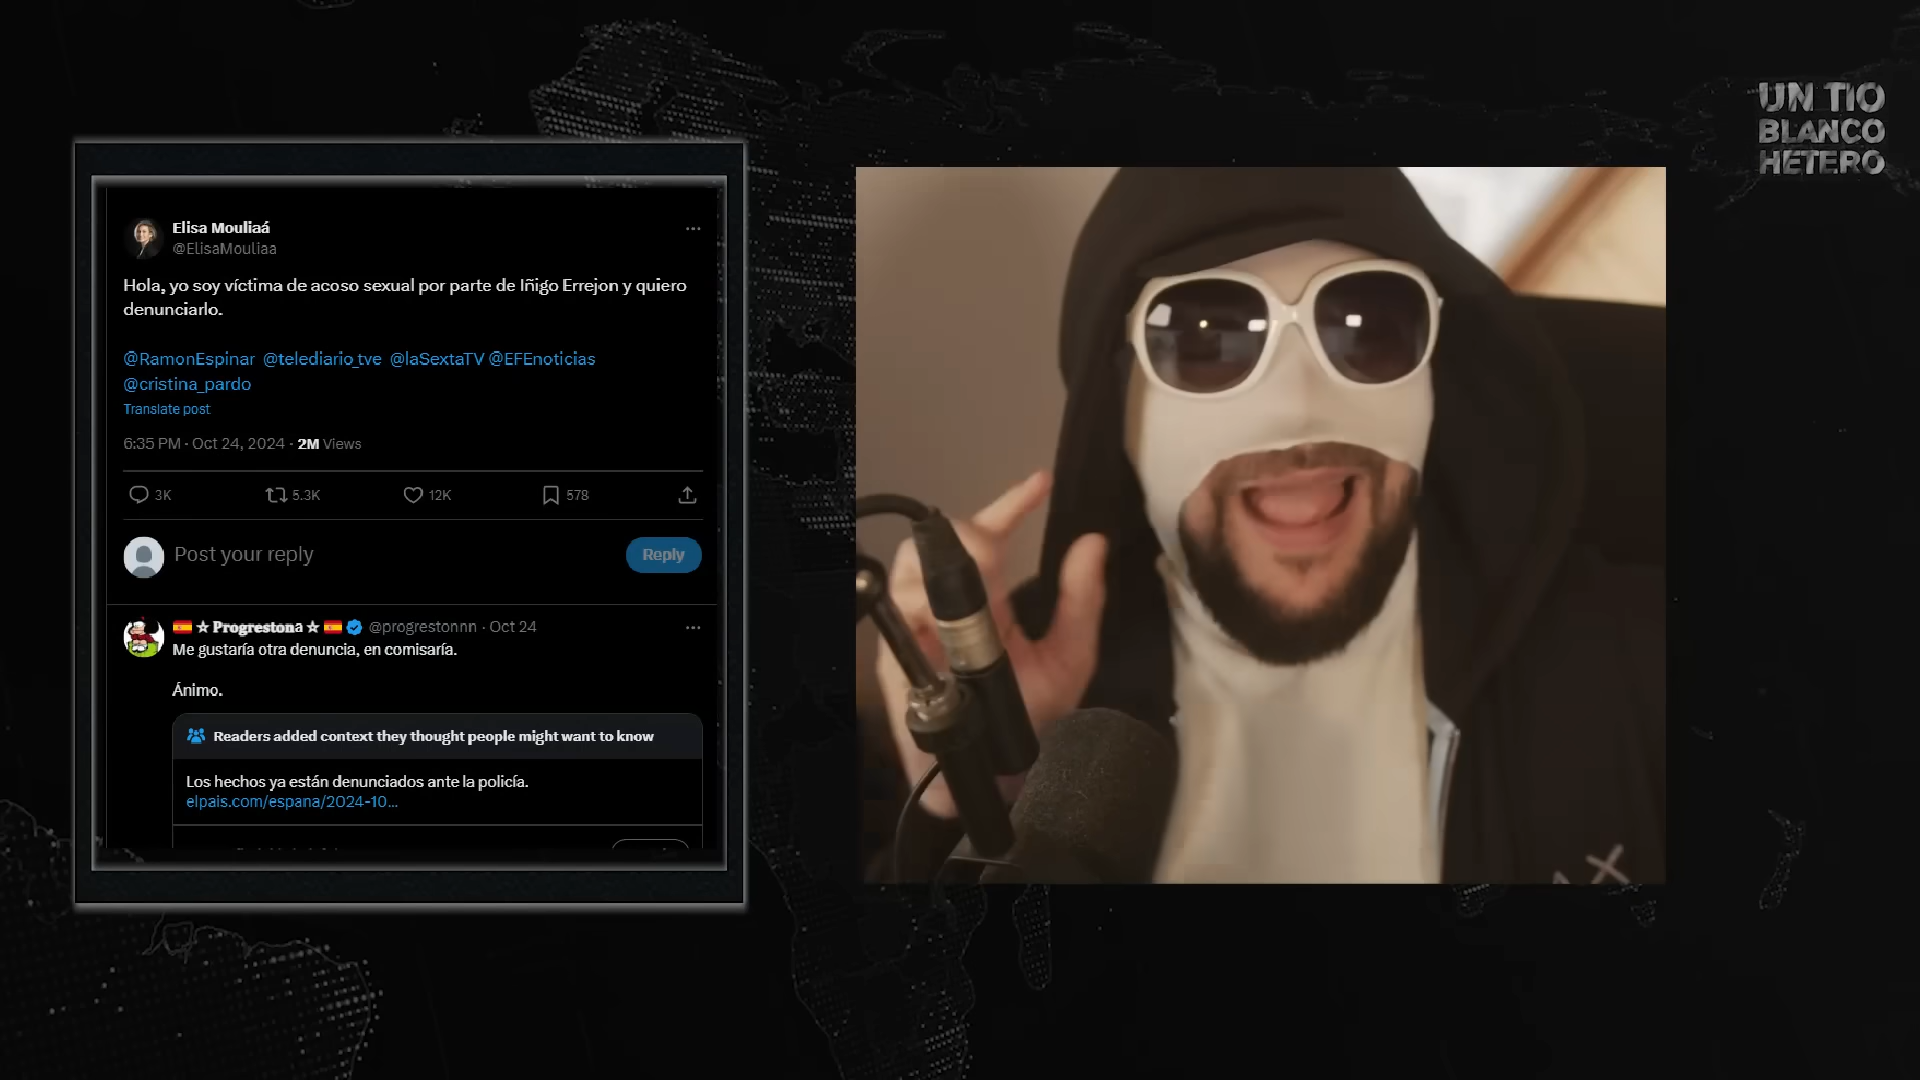 Elisa Mouliaá
@ElisaMouliaa
Hola, yo soy víctima de acoso sexual por parte de Iñigo Errejon y quiero
denunciarlo.
@RamonEspinar @telediario_tve @laSextaTV @EFEnoticias
@cristina_pardo
Translate post
6:35 PM · Oct 24, 2024 · 2M Views
3K 5.3K 12K 578
Post your reply
Reply
☆ Progrestona ☆ @progrestonnn · Oct 24
Me gustaría otra denuncia, en comisaría.
Ánimo.
Readers added context they thought people might want to know
Los hechos ya están denunciados ante la policía.
elpais.com/espana/2024-10...
UN TIO
BLANCO
HETERO